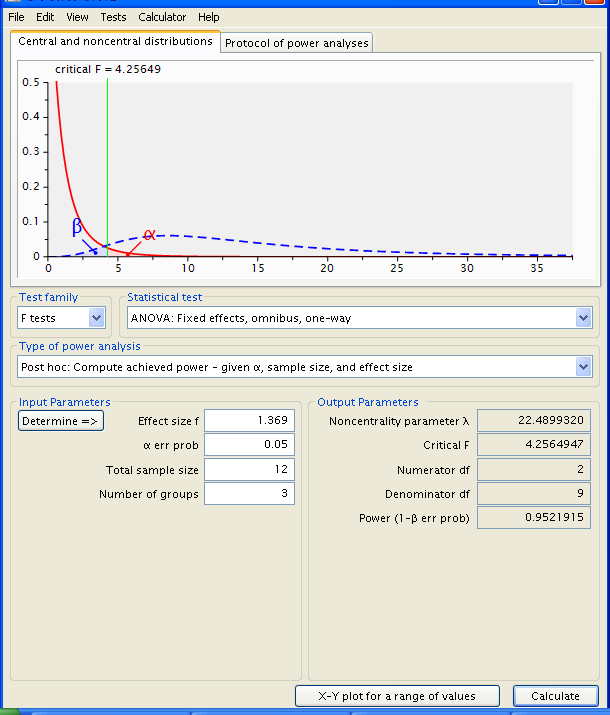 File Edit View Tests Calculator Help
Central and noncentral distributions Protocol of power analyses
critical F = 4.25649
0.5
0.4
0.3
0.2
0.1
β α
0
0 5 10 15 20 25 30 35
Test family Statistical test
F tests ANOVA: Fixed effects, omnibus, one-way
Type of power analysis
Post hoc: Compute achieved power - given α, sample size, and effect size
Input Parameters Output Parameters
Determine => Effect size f 1.369 Noncentrality parameter λ 22.4899320
α err prob 0.05 Critical F 4.2564947
Total sample size 12 Numerator df 2
Number of groups 3 Denominator df 9
Power (1-β err prob) 0.9521915
X-Y plot for a range of values Calculate